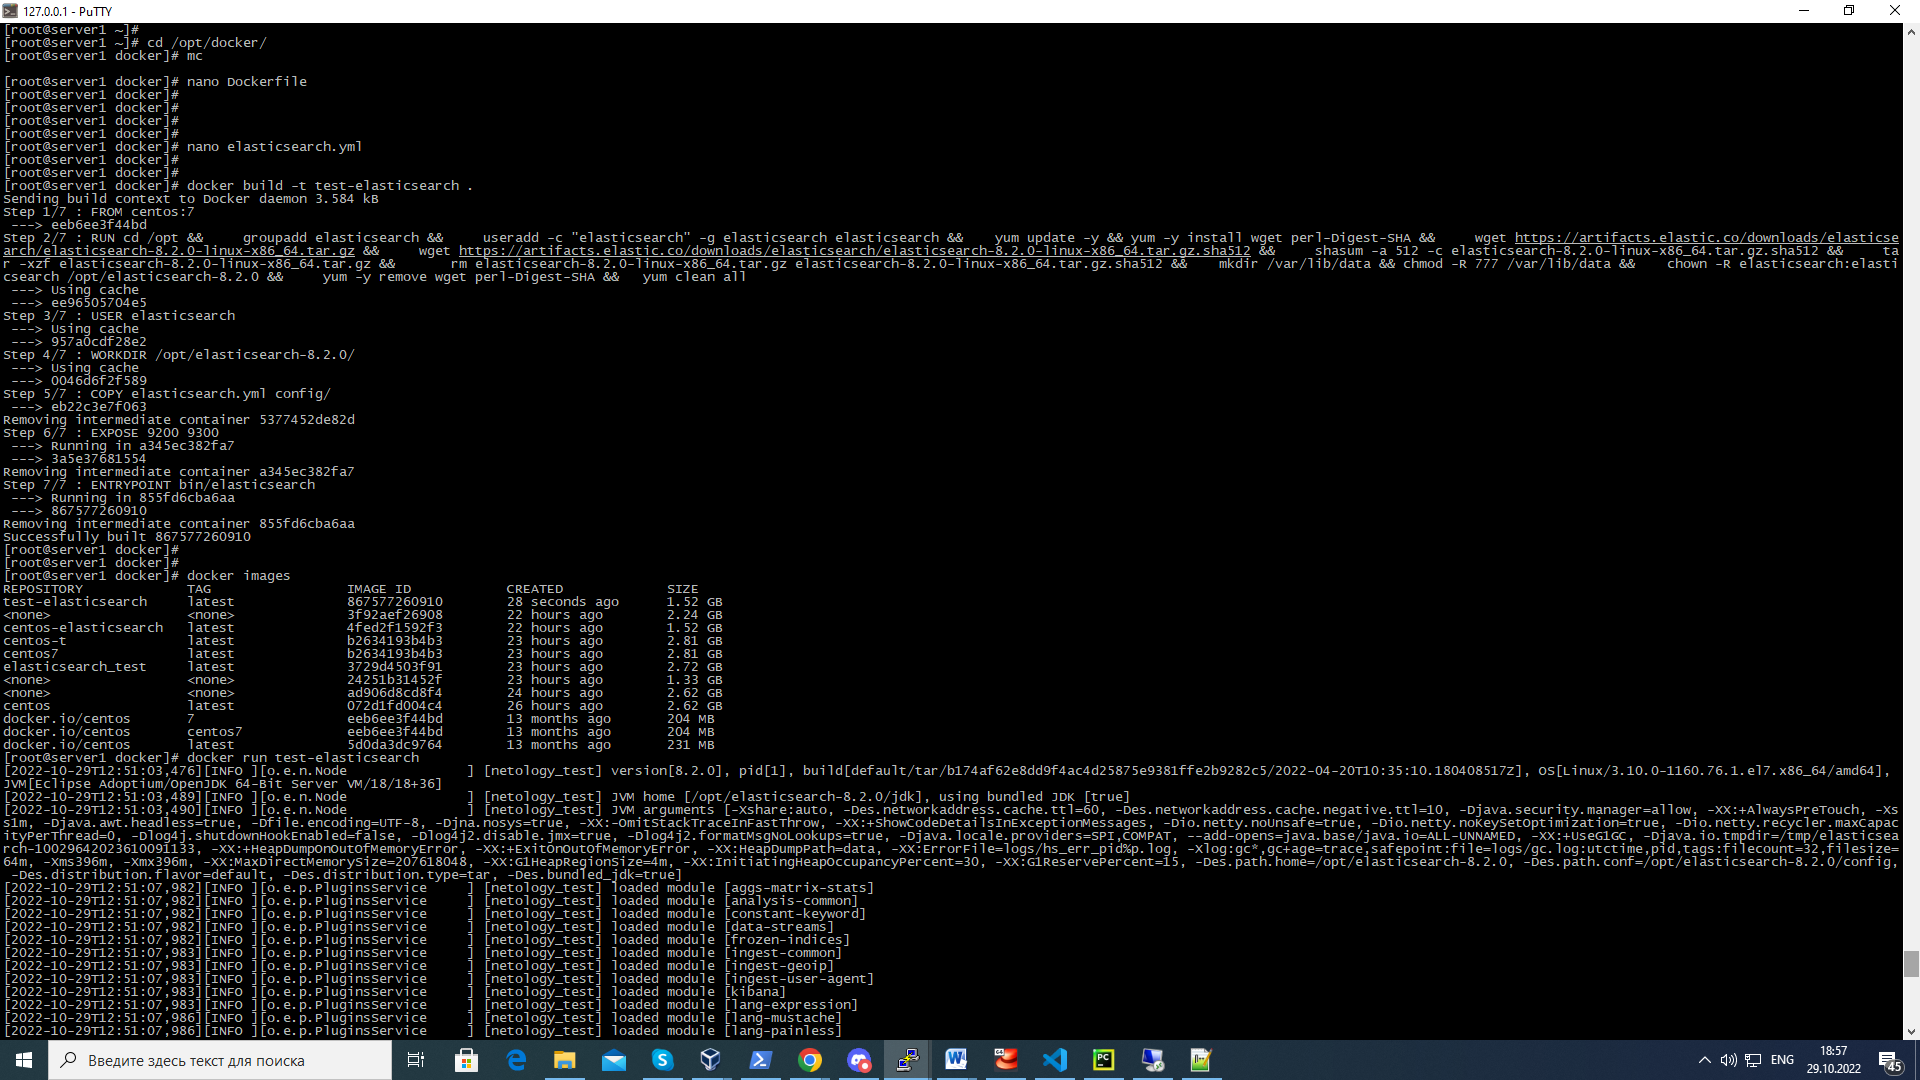 127.0.0.1 - PuTTY
[root@server1 ~]#
[root@server1 ~]# cd /opt/docker/
[root@server1 docker]# mc
[root@server1 docker]# nano Dockerfile
[root@server1 docker]#
[root@server1 docker]#
[root@server1 docker]#
[root@server1 docker]#
[root@server1 docker]# nano elasticsearch.yml
[root@server1 docker]#
[root@server1 docker]#
[root@server1 docker]# docker build -t test-elasticsearch .
Sending build context to Docker daemon 3.584 kB
Step 1/7 : FROM centos:7
 ---> eeb6ee3f44bd
Step 2/7 : RUN cd /opt &&     groupadd elasticsearch &&     useradd -c "elasticsearch" -g elasticsearch elasticsearch &&    yum update -y && yum -y install wget perl-Digest-SHA &&     wget https://artifacts.elastic.co/downloads/elasticse
arch/elasticsearch-8.2.0-linux-x86_64.tar.gz &&     wget https://artifacts.elastic.co/downloads/elasticsearch/elasticsearch-8.2.0-linux-x86_64.tar.gz.sha512 &&     shasum -a 512 -c elasticsearch-8.2.0-linux-x86_64.tar.gz.sha512 &&        ta
r -xzf elasticsearch-8.2.0-linux-x86_64.tar.gz &&       rm elasticsearch-8.2.0-linux-x86_64.tar.gz elasticsearch-8.2.0-linux-x86_64.tar.gz.sha512 &&    mkdir /var/lib/data && chmod -R 777 /var/lib/data &&    chown -R elasticsearch:elasti
csearch /opt/elasticsearch-8.2.0 &&     yum -y remove wget perl-Digest-SHA &&   yum clean all
 ---> Using cache
 ---> ee96505704e5
Step 3/7 : USER elasticsearch
 ---> Using cache
 ---> 957a0cdf28e2
Step 4/7 : WORKDIR /opt/elasticsearch-8.2.0/
 ---> Using cache
 ---> 0046d6f2f589
Step 5/7 : COPY elasticsearch.yml config/
 ---> eb22c3e7f063
Removing intermediate container 5377452de82d
Step 6/7 : EXPOSE 9200 9300
 ---> Running in a345ec382fa7
 ---> 3a5e37681554
Removing intermediate container a345ec382fa7
Step 7/7 : ENTRYPOINT bin/elasticsearch
 ---> Running in 855fd6cba6aa
 ---> 867577260910
Removing intermediate container 855fd6cba6aa
Successfully built 867577260910
[root@server1 docker]#
[root@server1 docker]#
[root@server1 docker]# docker images
REPOSITORY             TAG                 IMAGE ID            CREATED             SIZE
test-elasticsearch     latest              867577260910        28 seconds ago      1.52 GB
<none>                 <none>              3f92aef26908        22 hours ago        2.24 GB
centos-elasticsearch   latest              4fed2f1592f3        22 hours ago        1.52 GB
centos-t               latest              b2634193b4b3        23 hours ago        2.81 GB
centos7                latest              b2634193b4b3        23 hours ago        2.81 GB
elasticsearch_test     latest              3729d4503f91        23 hours ago        2.72 GB
<none>                 <none>              24251b31452f        23 hours ago        1.33 GB
<none>                 <none>              ad906d8cd8f4        24 hours ago        2.62 GB
centos                 latest              072d1fd004c4        26 hours ago        2.62 GB
docker.io/centos       7                   eeb6ee3f44bd        13 months ago       204 MB
docker.io/centos       centos7             eeb6ee3f44bd        13 months ago       204 MB
docker.io/centos       latest              5d0da3dc9764        13 months ago       231 MB
[root@server1 docker]# docker run test-elasticsearch
[2022-10-29T12:51:03,476][INFO ][o.e.n.Node               ] [netology_test] version[8.2.0], pid[1], build[default/tar/b174af62e8dd9f4ac4d25875e9381ffe2b9282c5/2022-04-20T10:35:10.180408517Z], OS[Linux/3.10.0-1160.76.1.el7.x86_64/amd64],
JVM[Eclipse Adoptium/OpenJDK 64-Bit Server VM/18/18+36]
[2022-10-29T12:51:03,489][INFO ][o.e.n.Node               ] [netology_test] JVM home [/opt/elasticsearch-8.2.0/jdk], using bundled JDK [true]
[2022-10-29T12:51:03,490][INFO ][o.e.n.Node               ] [netology_test] JVM arguments [-Xshare:auto, -Des.networkaddress.cache.ttl=60, -Des.networkaddress.cache.negative.ttl=10, -Djava.security.manager=allow, -XX:+AlwaysPreTouch, -Xs
s1m, -Djava.awt.headless=true, -Dfile.encoding=UTF-8, -Djna.nosys=true, -XX:-OmitStackTraceInFastThrow, -XX:+ShowCodeDetailsInExceptionMessages, -Dio.netty.noUnsafe=true, -Dio.netty.noKeySetOptimization=true, -Dio.netty.recycler.maxCapac
ityPerThread=0, -Dlog4j.shutdownHookEnabled=false, -Dlog4j2.disable.jmx=true, -Dlog4j2.formatMsgNoLookups=true, -Djava.locale.providers=SPI,COMPAT, --add-opens=java.base/java.io=ALL-UNNAMED, -XX:+UseG1GC, -Djava.io.tmpdir=/tmp/elasticsea
rch-10029642023610091133, -XX:+HeapDumpOnOutOfMemoryError, -XX:+ExitOnOutOfMemoryError, -XX:HeapDumpPath=data, -XX:ErrorFile=logs/hs_err_pid%p.log, -Xlog:gc*,gc+age=trace,safepoint:file=logs/gc.log:utctime,pid,tags:filecount=32,filesize=
64m, -Xms396m, -Xmx396m, -XX:MaxDirectMemorySize=207618048, -XX:G1HeapRegionSize=4m, -XX:InitiatingHeapOccupancyPercent=30, -XX:G1ReservePercent=15, -Des.path.home=/opt/elasticsearch-8.2.0, -Des.path.conf=/opt/elasticsearch-8.2.0/config,
 -Des.distribution.flavor=default, -Des.distribution.type=tar, -Des.bundled_jdk=true]
[2022-10-29T12:51:07,982][INFO ][o.e.p.PluginsService     ] [netology_test] loaded module [aggs-matrix-stats]
[2022-10-29T12:51:07,982][INFO ][o.e.p.PluginsService     ] [netology_test] loaded module [analysis-common]
[2022-10-29T12:51:07,982][INFO ][o.e.p.PluginsService     ] [netology_test] loaded module [constant-keyword]
[2022-10-29T12:51:07,982][INFO ][o.e.p.PluginsService     ] [netology_test] loaded module [data-streams]
[2022-10-29T12:51:07,982][INFO ][o.e.p.PluginsService     ] [netology_test] loaded module [frozen-indices]
[2022-10-29T12:51:07,983][INFO ][o.e.p.PluginsService     ] [netology_test] loaded module [ingest-common]
[2022-10-29T12:51:07,983][INFO ][o.e.p.PluginsService     ] [netology_test] loaded module [ingest-geoip]
[2022-10-29T12:51:07,983][INFO ][o.e.p.PluginsService     ] [netology_test] loaded module [ingest-user-agent]
[2022-10-29T12:51:07,983][INFO ][o.e.p.PluginsService     ] [netology_test] loaded module [kibana]
[2022-10-29T12:51:07,983][INFO ][o.e.p.PluginsService     ] [netology_test] loaded module [lang-expression]
[2022-10-29T12:51:07,986][INFO ][o.e.p.PluginsService     ] [netology_test] loaded module [lang-mustache]
[2022-10-29T12:51:07,986][INFO ][o.e.p.PluginsService     ] [netology_test] loaded module [lang-painless]
Введите здесь текст для поиска
ENG
18:57
29.10.2022
45